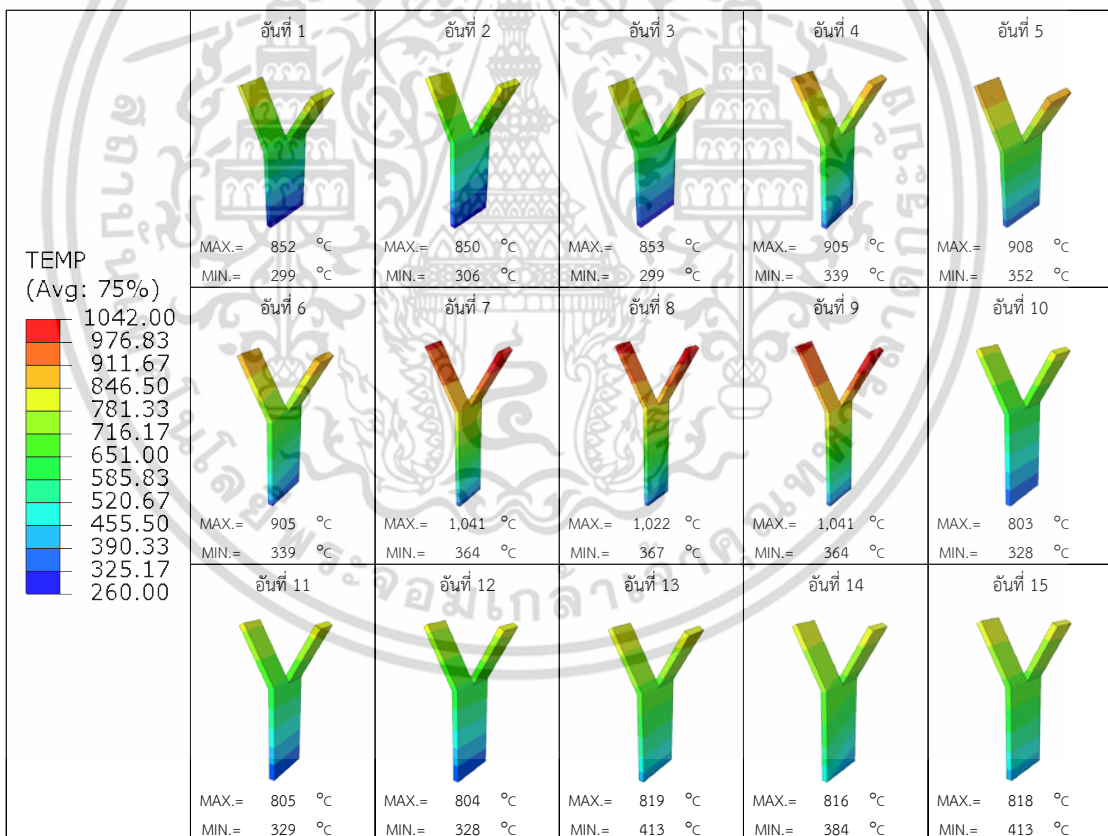 อันที่ 1 อันที่ 2 อันที่ 3 อันที่ 4 อันที่ 5
MAX.= 852 °C MAX.= 850 °C MAX.= 853 °C MAX.= 905 °C MAX.= 908 °C
MIN.= 299 °C MIN.= 306 °C MIN.= 299 °C MIN.= 339 °C MIN.= 352 °C
TEMP
(Avg: 75%)
1042.00
976.83
911.67
846.50
781.33
716.17
651.00
585.83
520.67
455.50
390.33
325.17
260.00
อันที่ 6 อันที่ 7 อันที่ 8 อันที่ 9 อันที่ 10
MAX.= 905 °C MAX.= 1,041 °C MAX.= 1,022 °C MAX.= 1,041 °C MAX.= 803 °C
MIN.= 339 °C MIN.= 364 °C MIN.= 367 °C MIN.= 364 °C MIN.= 328 °C
อันที่ 11 อันที่ 12 อันที่ 13 อันที่ 14 อันที่ 15
MAX.= 805 °C MAX.= 804 °C MAX.= 819 °C MAX.= 816 °C MAX.= 818 °C
MIN.= 329 °C MIN.= 328 °C MIN.= 413 °C MIN.= 384 °C MIN.= 413 °C